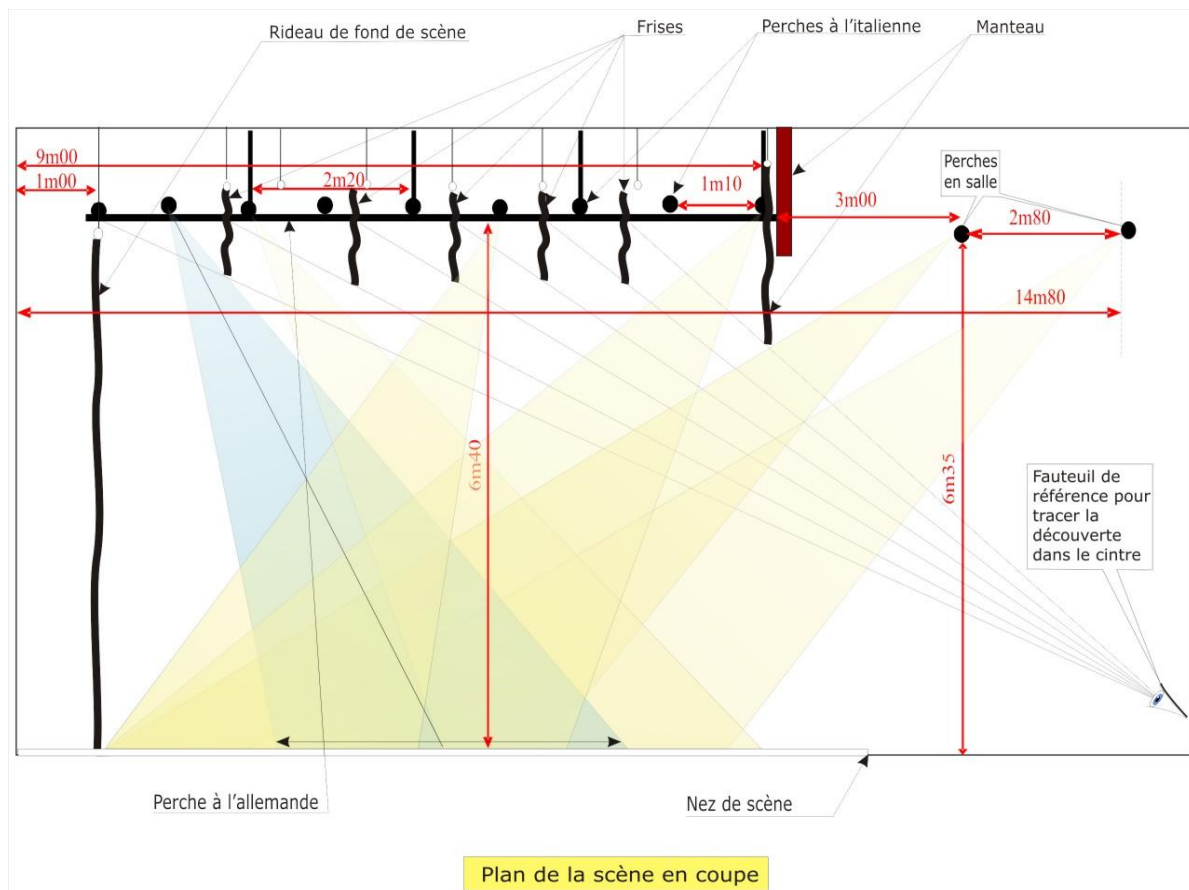 Rideau de fond de scène
Frises
Perches à l’italienne
Manteau
9m00
1m00
2m20
1m10
Perches
en salle
3m00
2m80
14m80
6m40
6m35
Fauteuil de
référence pour
tracer la
découverte
dans le cintre
Perche à l’allemande
Nez de scène
Plan de la scène en coupe